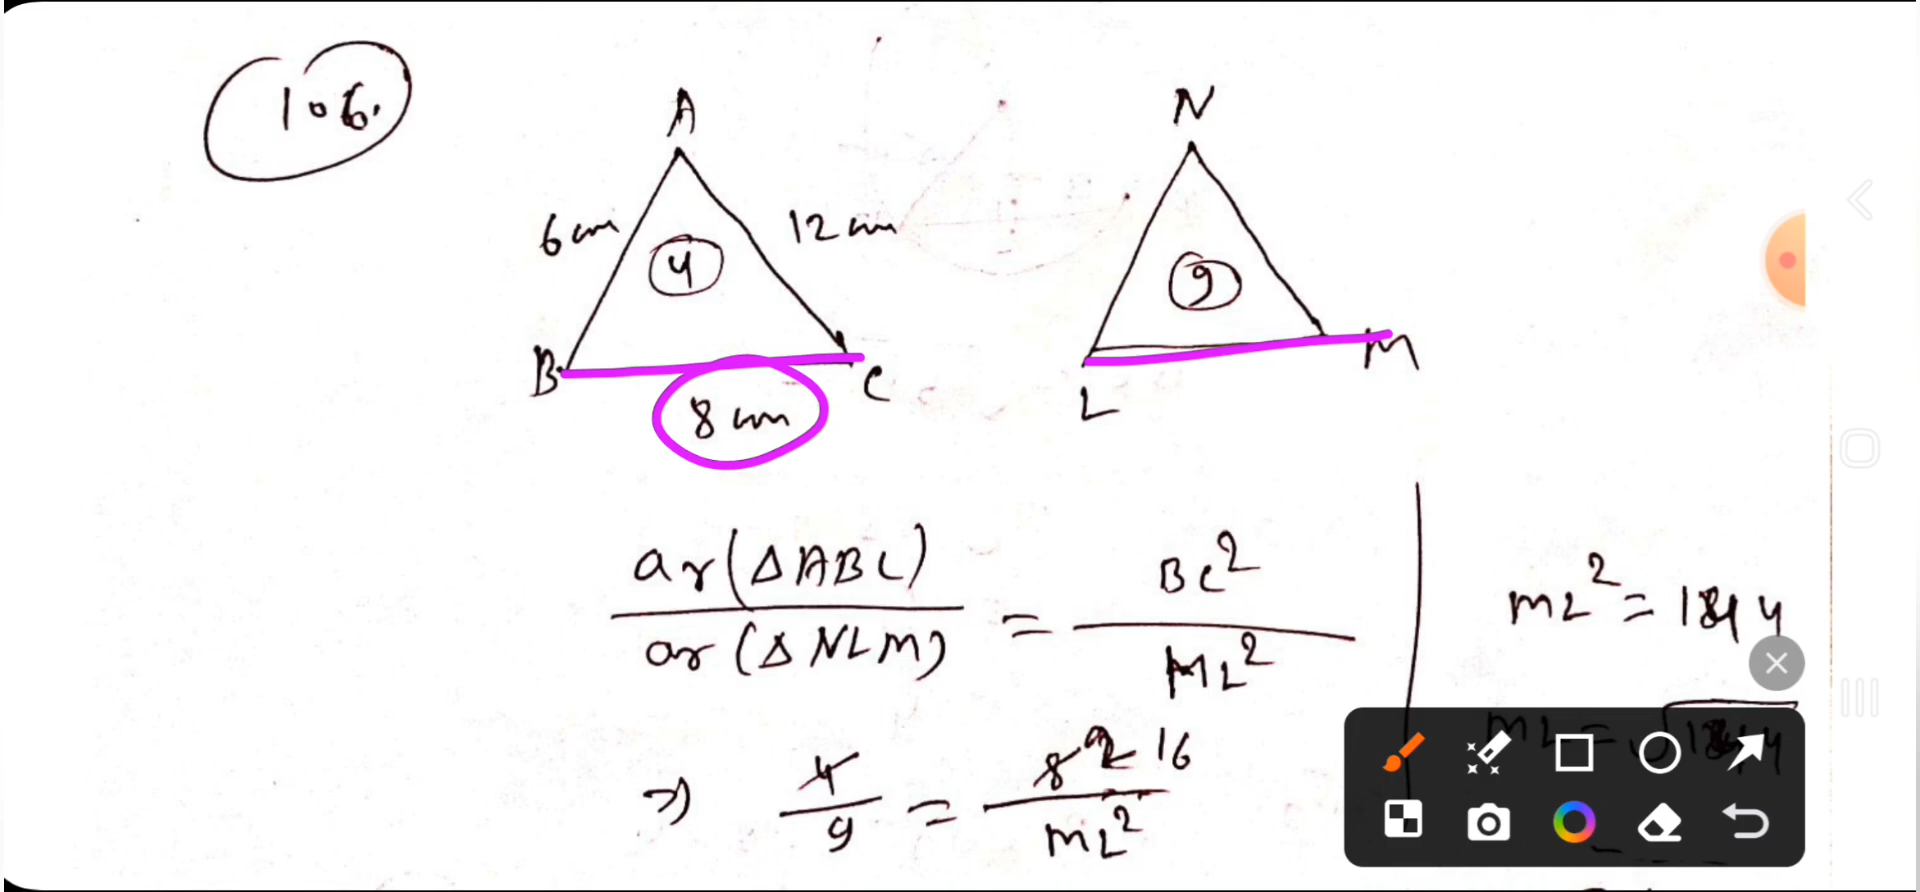 106.
A
N
6 cm
12 cm
4
9
B
C
8 cm
L
M
ar (ΔABC)
ar (ΔNLM)
=
BC²
ML²
⇒ 4/9 = 8² 16 / ML²
ML² = 144
ML =